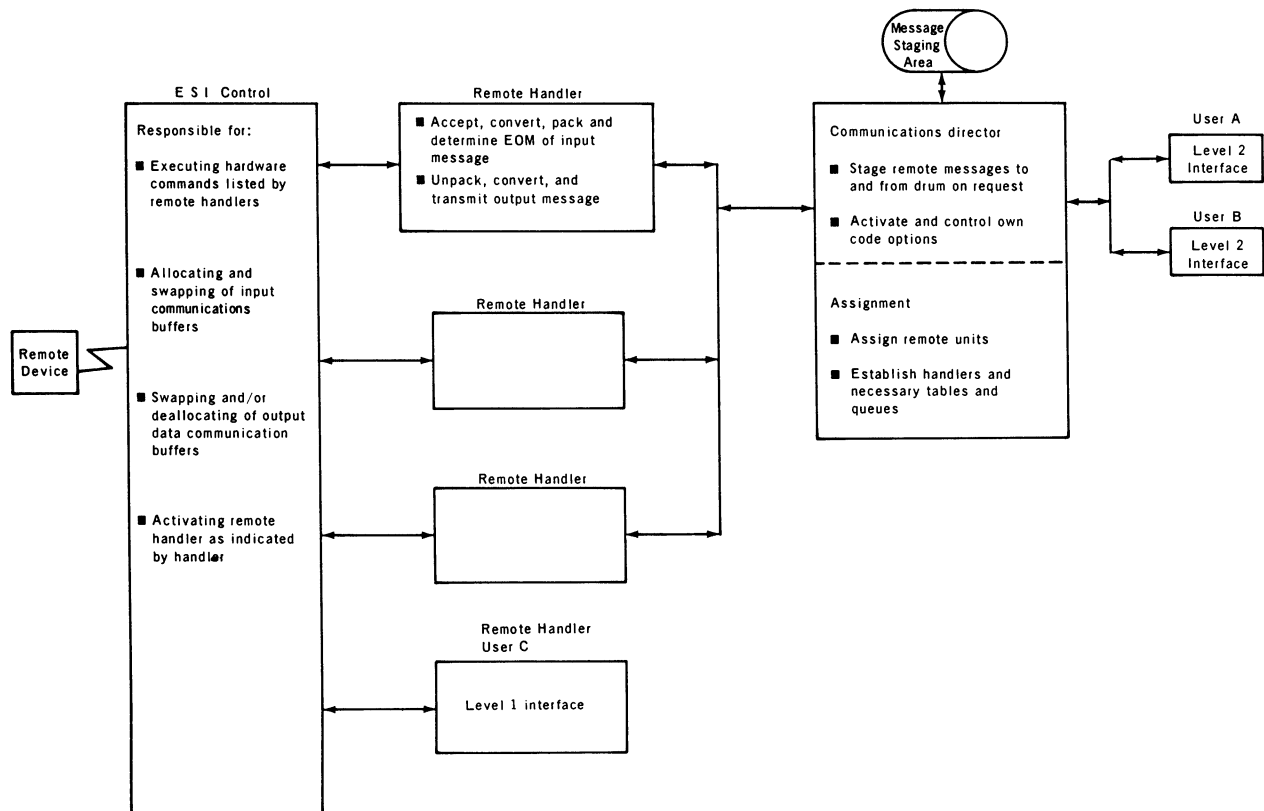 Message
Staging
Area
E S I Control
Responsible for:
■ Executing hardware
commands listed by
remote handlers
■ Allocating and
swapping of input
communications
buffers
■ Swapping and/or
deallocating of output
data communication
buffers
■ Activating remote
handler as indicated
by handler
Remote
Device
Remote Handler
■ Accept, convert, pack and
determine EOM of input
message
■ Unpack, convert, and
transmit output message
Remote Handler
Remote Handler
Remote Handler
User C
Level 1 interface
Communications director
■ Stage remote messages to
and from drum on request
■ Activate and control own
code options
Assignment
■ Assign remote units
■ Establish handlers and
necessary tables and
queues
User A
Level 2
Interface
User B
Level 2
Interface